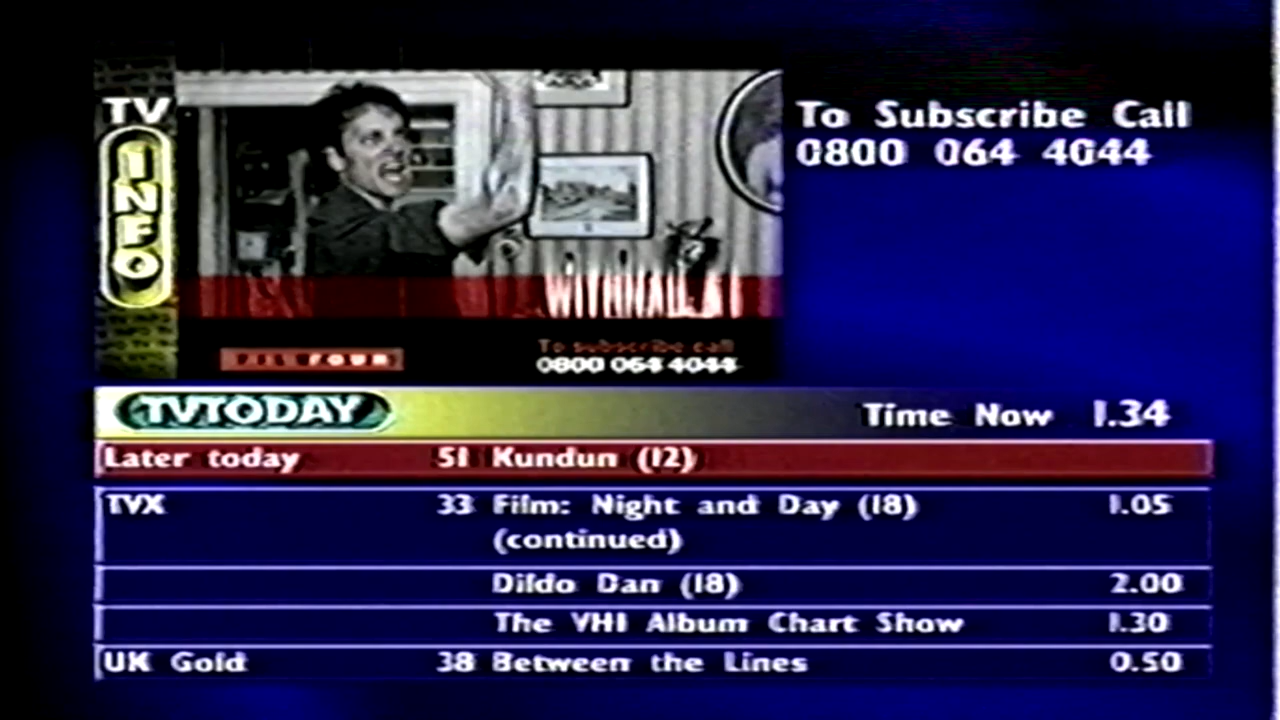 TV
INFO
To Subscribe Call
0800 064 4044
WITHNAIL & I
FILMFOUR
To subscribe call
0800 064 4044
TVTODAY
Time Now 1.34
Later today 51 Kundun (12)
TVX 33 Film: Night and Day (18) 1.05
(continued)
Dildo Dan (18) 2.00
The VH1 Album Chart Show 1.30
UK Gold 38 Between the Lines 0.50